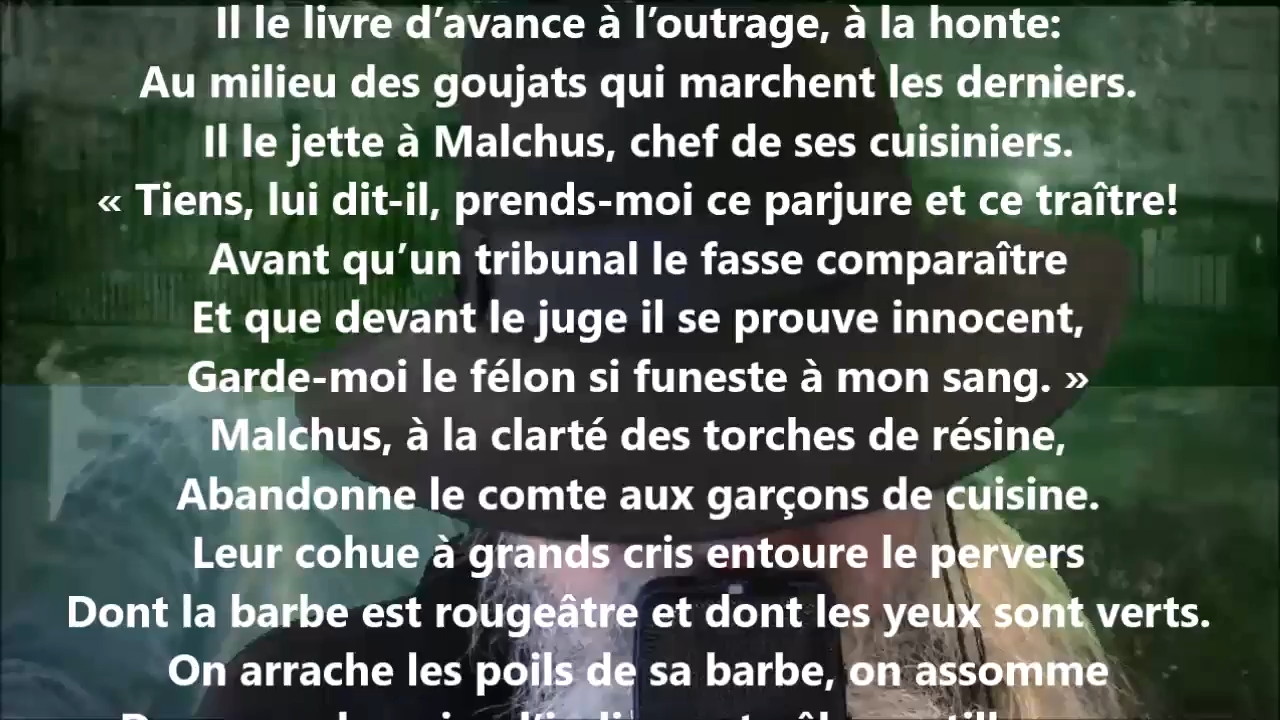 Il le livre d’avance à l’outrage, à la honte:
Au milieu des goujats qui marchent les derniers.
Il le jette à Malchus, chef de ses cuisiniers.
« Tiens, lui dit-il, prends-moi ce parjure et ce traître!
Avant qu’un tribunal le fasse comparaître
Et que devant le juge il se prouve innocent,
Garde-moi le félon si funeste à mon sang. »
Malchus, à la clarté des torches de résine,
Abandonne le comte aux garçons de cuisine.
Leur cohue à grands cris entoure le pervers
Dont la barbe est rougeâtre et dont les yeux sont verts.
On arrache les poils de sa barbe, on assomme